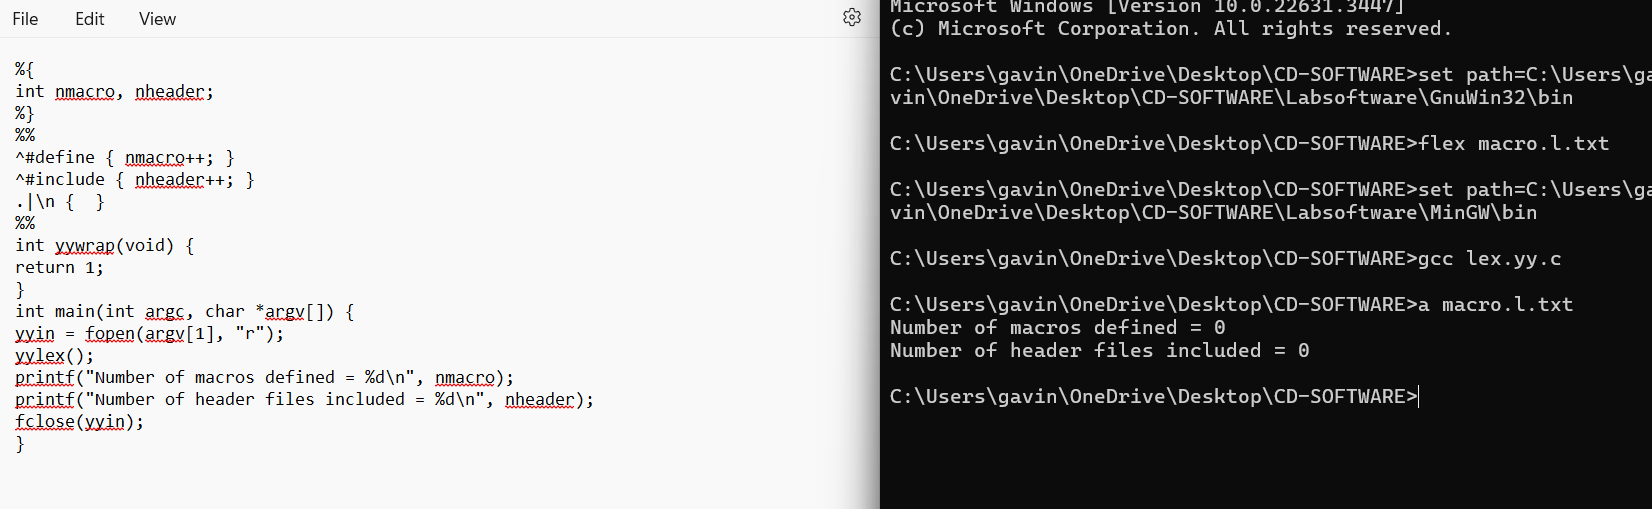 File Edit View
%{
int nmacro, nheader;
%}
%%
^#define { nmacro++; }
^#include { nheader++; }
.|\n {  }
%%
int yywrap(void) {
return 1;
}
int main(int argc, char *argv[]) {
yyin = fopen(argv[1], "r");
yylex();
printf("Number of macros defined = %d\n", nmacro);
printf("Number of header files included = %d\n", nheader);
fclose(yyin);
}
Microsoft Windows [Version 10.0.22631.3447]
(c) Microsoft Corporation. All rights reserved.
C:\Users\gavin\OneDrive\Desktop\CD-SOFTWARE>set path=C:\Users\ga
vin\OneDrive\Desktop\CD-SOFTWARE\Labsoftware\GnuWin32\bin
C:\Users\gavin\OneDrive\Desktop\CD-SOFTWARE>flex macro.l.txt
C:\Users\gavin\OneDrive\Desktop\CD-SOFTWARE>set path=C:\Users\ga
vin\OneDrive\Desktop\CD-SOFTWARE\Labsoftware\MinGW\bin
C:\Users\gavin\OneDrive\Desktop\CD-SOFTWARE>gcc lex.yy.c
C:\Users\gavin\OneDrive\Desktop\CD-SOFTWARE>a macro.l.txt
Number of macros defined = 0
Number of header files included = 0
C:\Users\gavin\OneDrive\Desktop\CD-SOFTWARE>